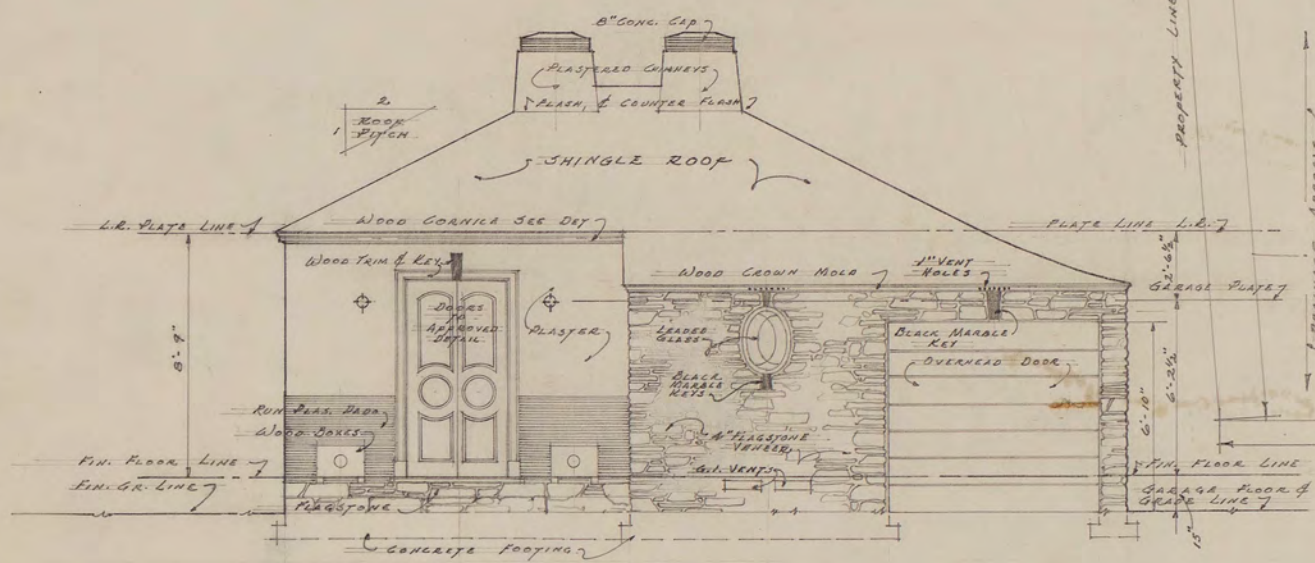 8" CONC. CAP
PROPERTY LINE
PLASTERED CHIMNEYS
FLASH. & COUNTER FLASH
2
1
ROOF
PITCH
SHINGLE ROOF
L.R. PLATE LINE
WOOD CORNICE SEE DET
PLATE LINE L.R.
WOOD TRIM & KEY
WOOD CROWN MOLD
1" VENT
HOLES
2'-6½"
GARAGE PLATE
DOORS
TO
APPROVED
DETAIL
PLASTER
LEADED
GLASS
BLACK MARBLE
KEY
OVERHEAD DOOR
8'-9"
BLACK
MARBLE
KEYS
6'-10"
6'-2½"
RUN PLAS. DADO
WOOD BOXES
4" FLAGSTONE
VENEER
G.I. VENTS
FIN. FLOOR LINE
FIN. GR. LINE
FIN. FLOOR LINE
GARAGE FLOOR &
GRADE LINE
15"
FLAGSTONE
CONCRETE FOOTING